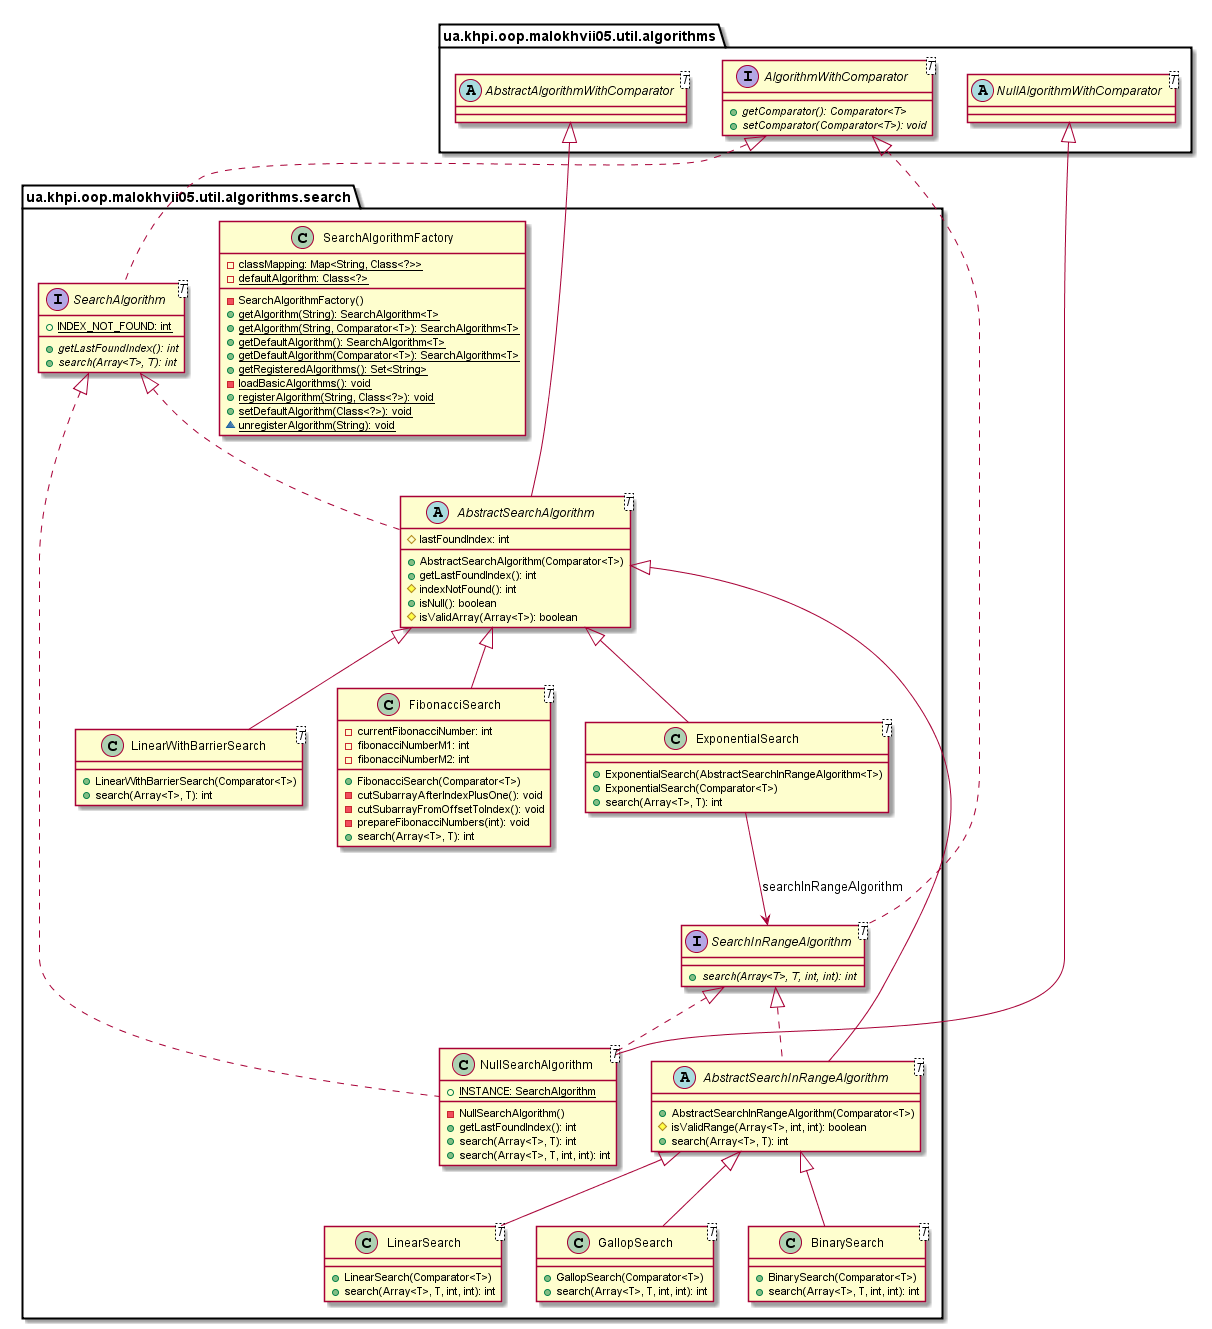 ua.khpi.oop.malokhvii05.util.algorithms
A AbstractAlgorithmWithComparator T
I AlgorithmWithComparator T
getComparator(): Comparator<T>
setComparator(Comparator<T>): void
A NullAlgorithmWithComparator T
ua.khpi.oop.malokhvii05.util.algorithms.search
C SearchAlgorithmFactory
classMapping: Map<String, Class<?>>
defaultAlgorithm: Class<?>
SearchAlgorithmFactory()
getAlgorithm(String): SearchAlgorithm<T>
getAlgorithm(String, Comparator<T>): SearchAlgorithm<T>
getDefaultAlgorithm(): SearchAlgorithm<T>
getDefaultAlgorithm(Comparator<T>): SearchAlgorithm<T>
getRegisteredAlgorithms(): Set<String>
loadBasicAlgorithms(): void
registerAlgorithm(String, Class<?>): void
setDefaultAlgorithm(Class<?>): void
unregisterAlgorithm(String): void
I SearchAlgorithm T
INDEX_NOT_FOUND: int
getLastFoundIndex(): int
search(Array<T>, T): int
A AbstractSearchAlgorithm T
lastFoundIndex: int
AbstractSearchAlgorithm(Comparator<T>)
getLastFoundIndex(): int
indexNotFound(): int
isNull(): boolean
isValidArray(Array<T>): boolean
C LinearWithBarrierSearch T
LinearWithBarrierSearch(Comparator<T>)
search(Array<T>, T): int
C FibonacciSearch T
currentFibonacciNumber: int
fibonacciNumberM1: int
fibonacciNumberM2: int
FibonacciSearch(Comparator<T>)
cutSubarrayAfterIndexPlusOne(): void
cutSubarrayFromOffsetToIndex(): void
prepareFibonacciNumbers(int): void
search(Array<T>, T): int
C ExponentialSearch T
ExponentialSearch(AbstractSearchInRangeAlgorithm<T>)
ExponentialSearch(Comparator<T>)
search(Array<T>, T): int
searchInRangeAlgorithm
I SearchInRangeAlgorithm T
search(Array<T>, T, int, int): int
C NullSearchAlgorithm T
INSTANCE: SearchAlgorithm
NullSearchAlgorithm()
getLastFoundIndex(): int
search(Array<T>, T): int
search(Array<T>, T, int, int): int
A AbstractSearchInRangeAlgorithm T
AbstractSearchInRangeAlgorithm(Comparator<T>)
isValidRange(Array<T>, int, int): boolean
search(Array<T>, T): int
C LinearSearch T
LinearSearch(Comparator<T>)
search(Array<T>, T, int, int): int
C GallopSearch T
GallopSearch(Comparator<T>)
search(Array<T>, T, int, int): int
C BinarySearch T
BinarySearch(Comparator<T>)
search(Array<T>, T, int, int): int